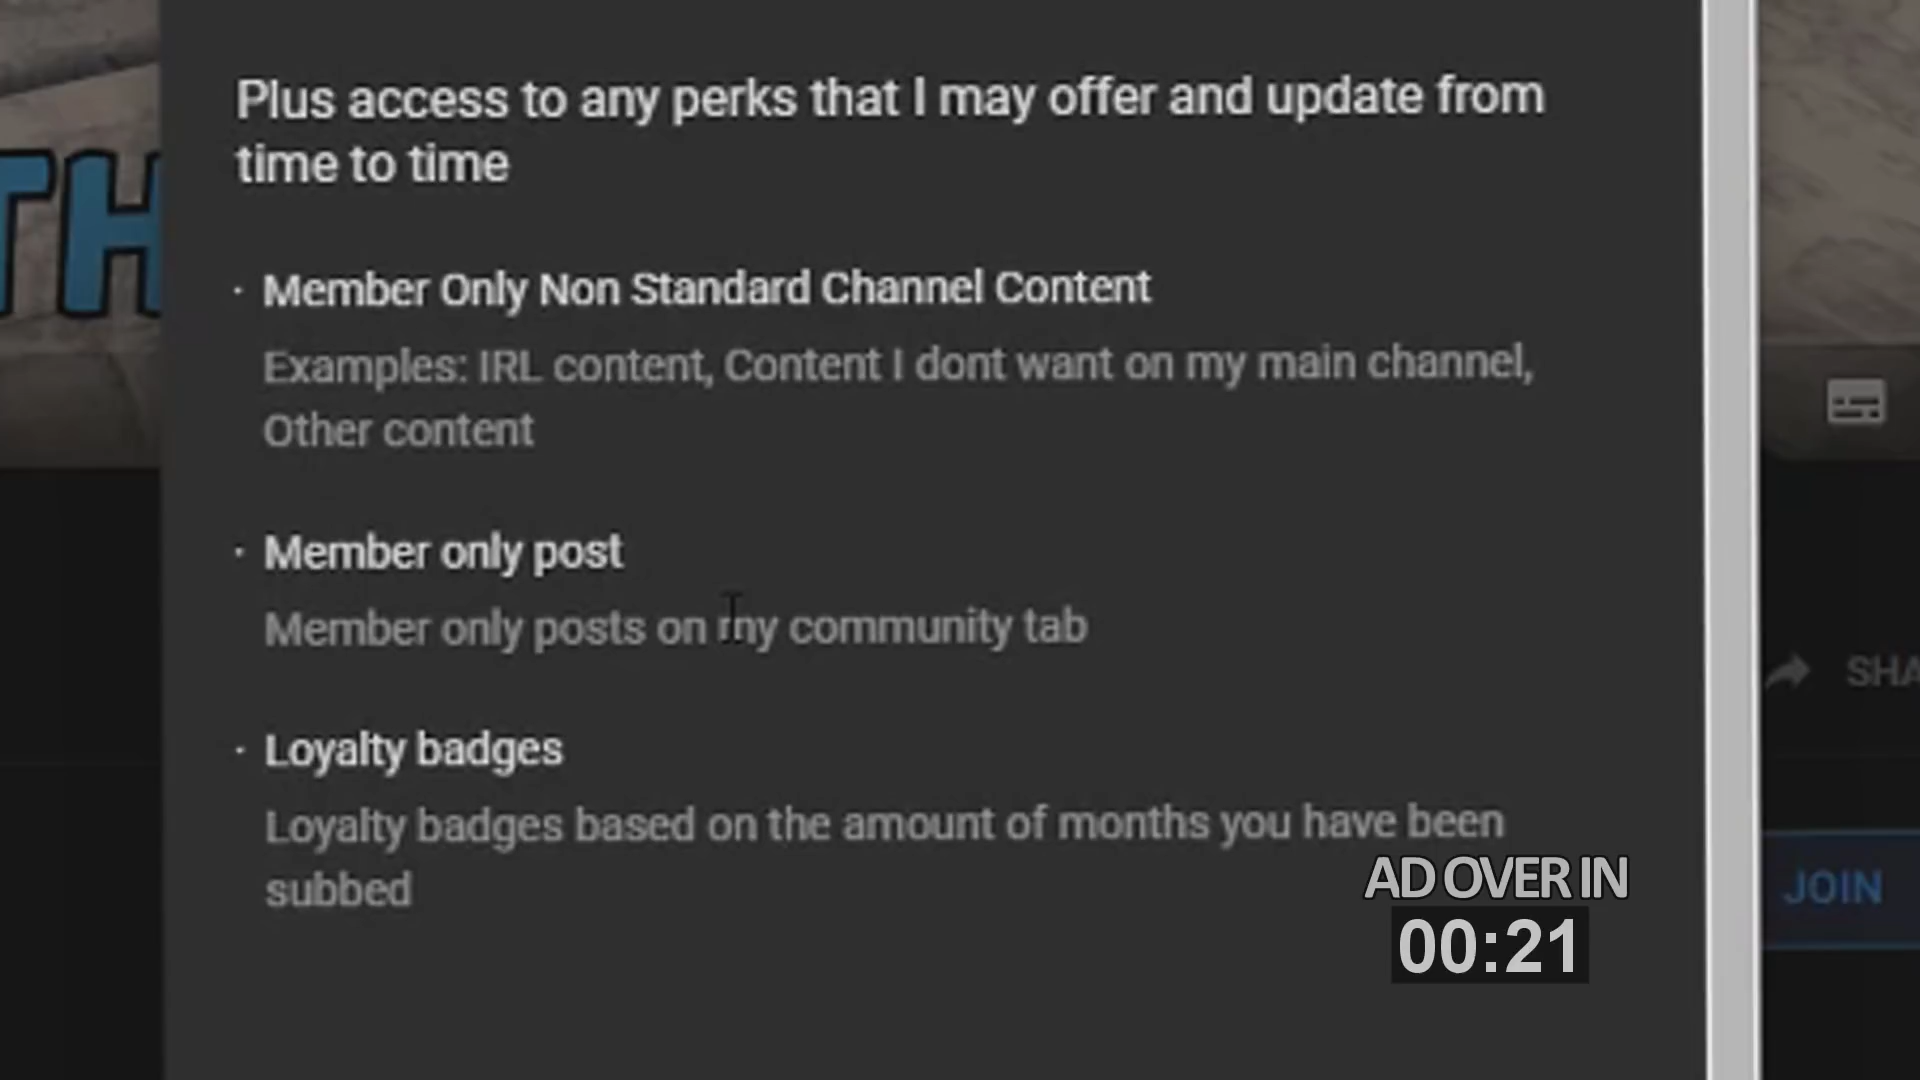 Plus access to any perks that I may offer and update from
time to time
TH
· Member Only Non Standard Channel Content
Examples: IRL content, Content I dont want on my main channel,
Other content
· Member only post
Member only posts on my community tab
SHA
· Loyalty badges
Loyalty badges based on the amount of months you have been
subbed
AD OVER IN
JOIN
00:21